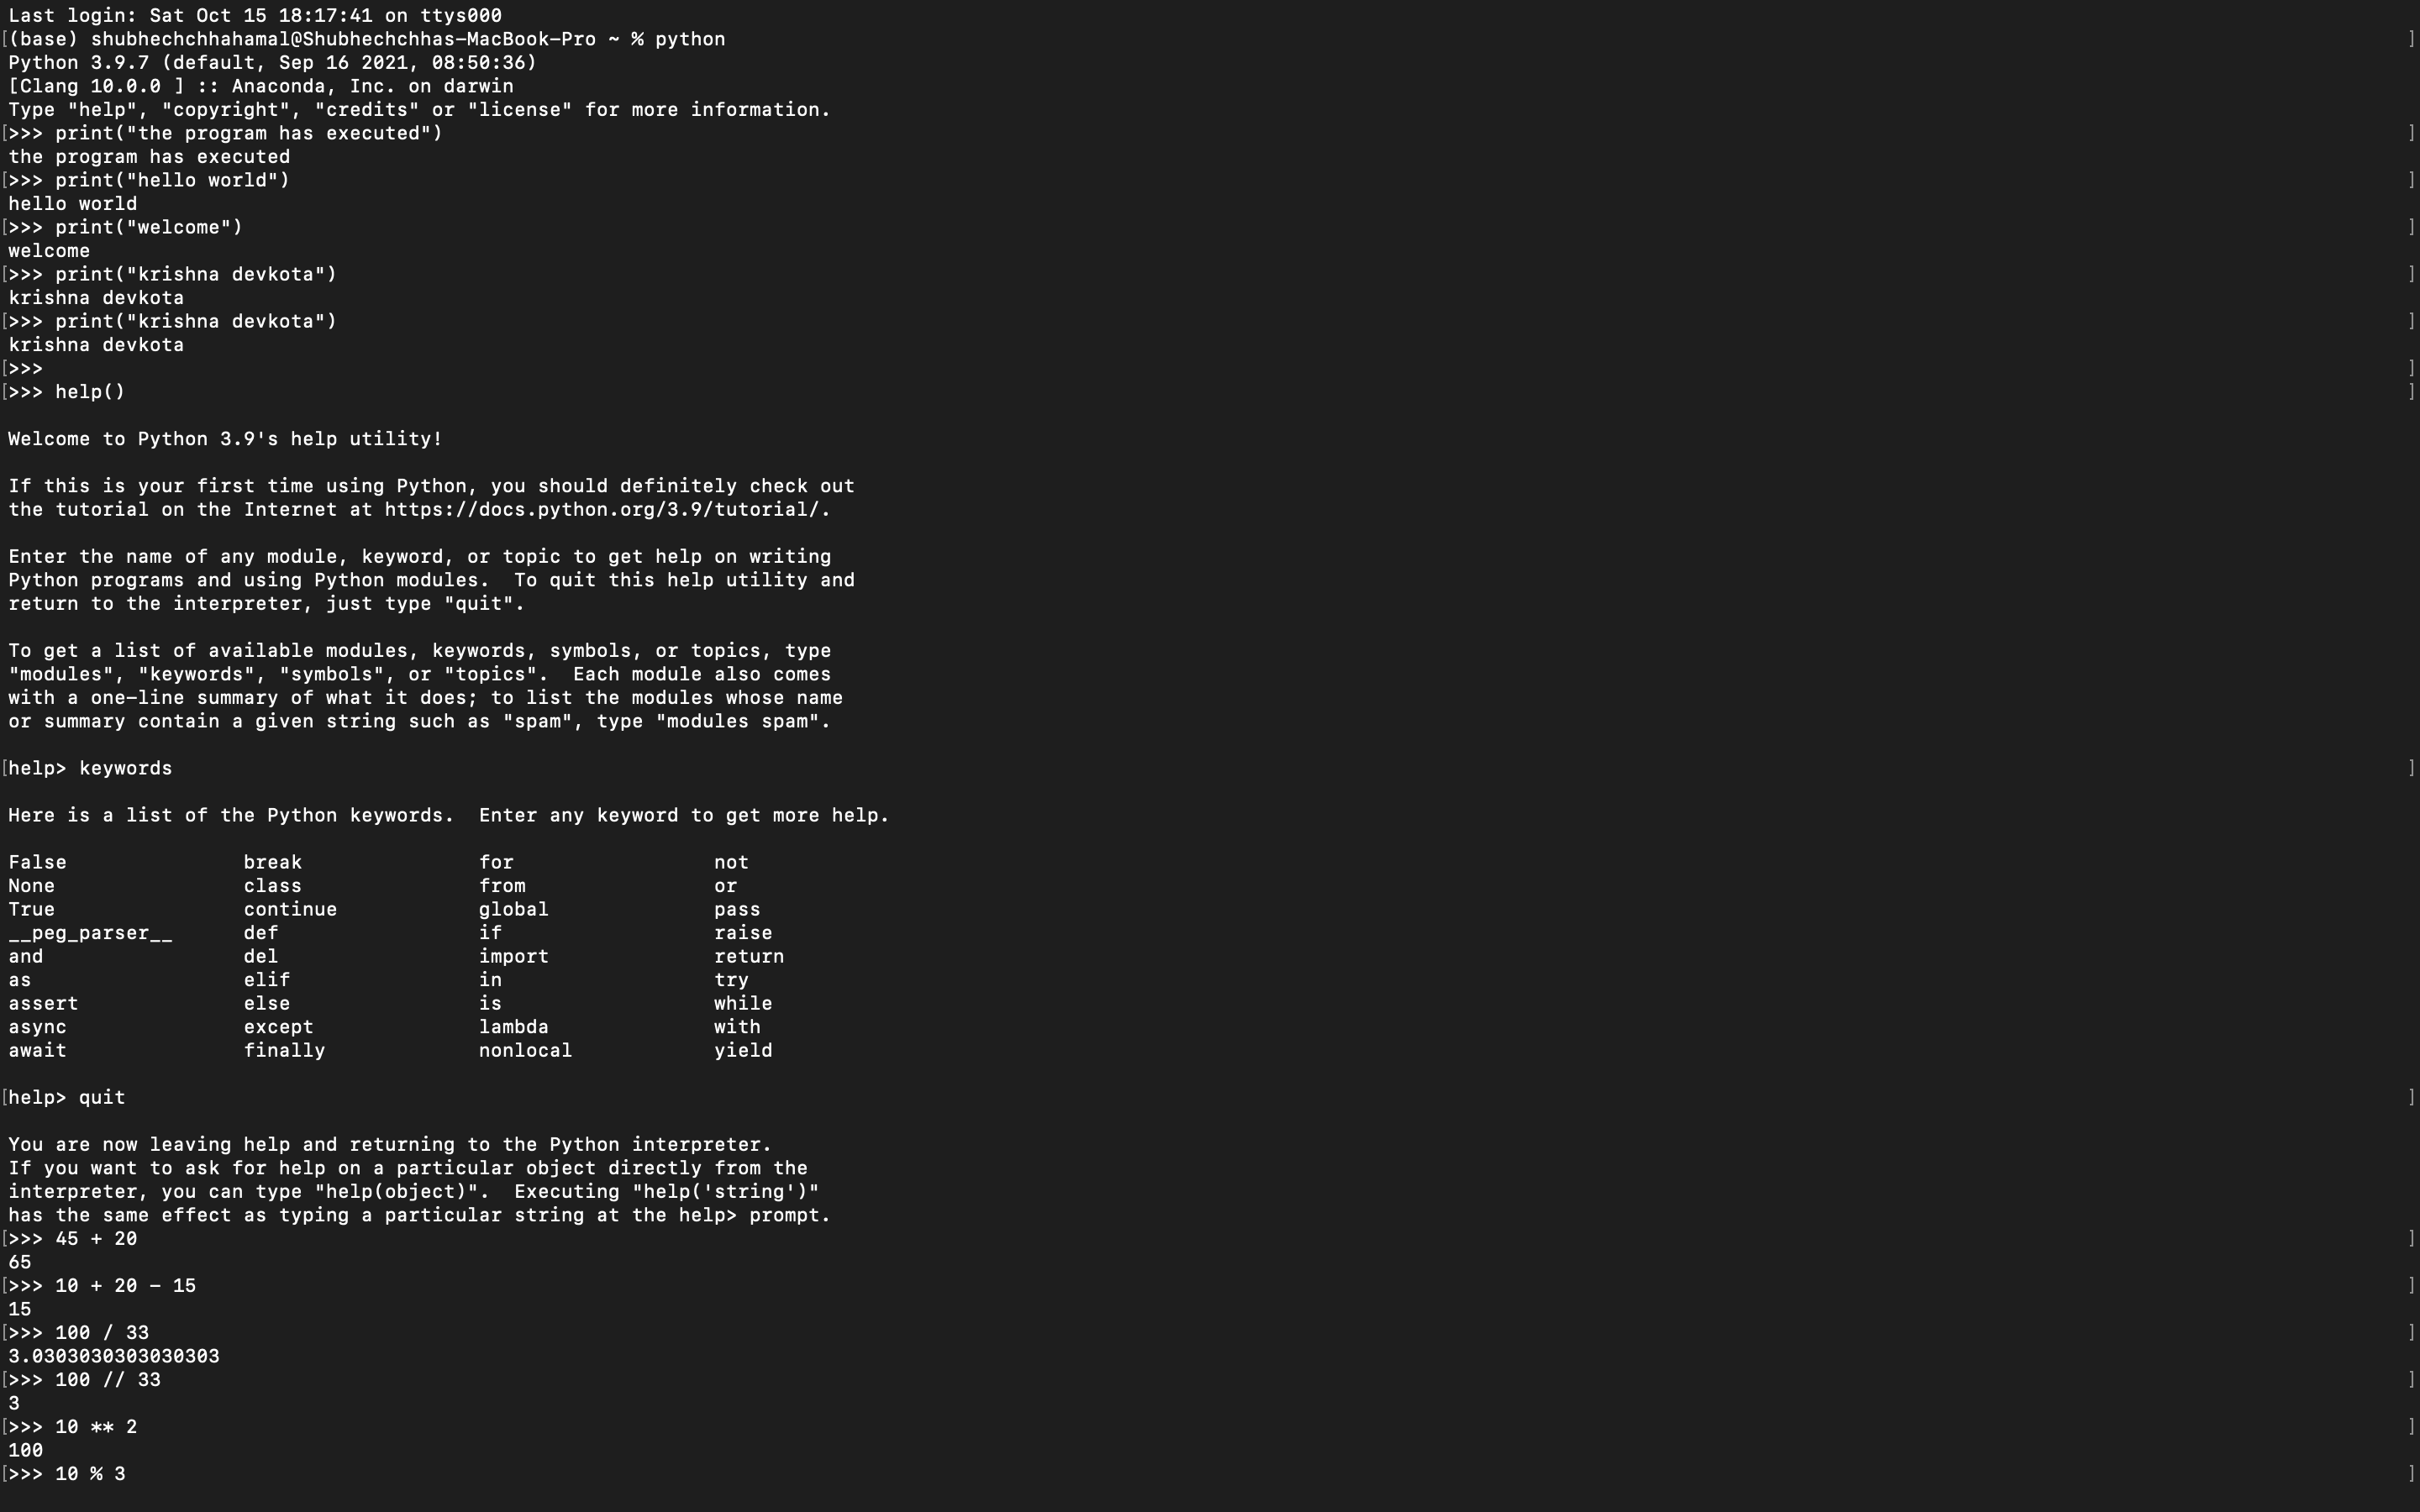 Last login: Sat Oct 15 18:17:41 on ttys000
[(base) shubhechchhahamal@Shubhechchhas-MacBook-Pro ~ % python ]
Python 3.9.7 (default, Sep 16 2021, 08:50:36)
[Clang 10.0.0 ] :: Anaconda, Inc. on darwin
Type "help", "copyright", "credits" or "license" for more information.
[>>> print("the program has executed") ]
the program has executed
[>>> print("hello world") ]
hello world
[>>> print("welcome") ]
welcome
[>>> print("krishna devkota") ]
krishna devkota
[>>> print("krishna devkota") ]
krishna devkota
[>>> ]
[>>> help() ]
Welcome to Python 3.9's help utility!
If this is your first time using Python, you should definitely check out
the tutorial on the Internet at https://docs.python.org/3.9/tutorial/.
Enter the name of any module, keyword, or topic to get help on writing
Python programs and using Python modules.  To quit this help utility and
return to the interpreter, just type "quit".
To get a list of available modules, keywords, symbols, or topics, type
"modules", "keywords", "symbols", or "topics".  Each module also comes
with a one-line summary of what it does; to list the modules whose name
or summary contain a given string such as "spam", type "modules spam".
[help> keywords ]
Here is a list of the Python keywords.  Enter any keyword to get more help.
False break for not
None class from or
True continue global pass
__peg_parser__ def if raise
and del import return
as elif in try
assert else is while
async except lambda with
await finally nonlocal yield
[help> quit ]
You are now leaving help and returning to the Python interpreter.
If you want to ask for help on a particular object directly from the
interpreter, you can type "help(object)".  Executing "help('string')"
has the same effect as typing a particular string at the help> prompt.
[>>> 45 + 20 ]
65
[>>> 10 + 20 - 15 ]
15
[>>> 100 / 33 ]
3.0303030303030303
[>>> 100 // 33 ]
3
[>>> 10 ** 2 ]
100
[>>> 10 % 3 ]